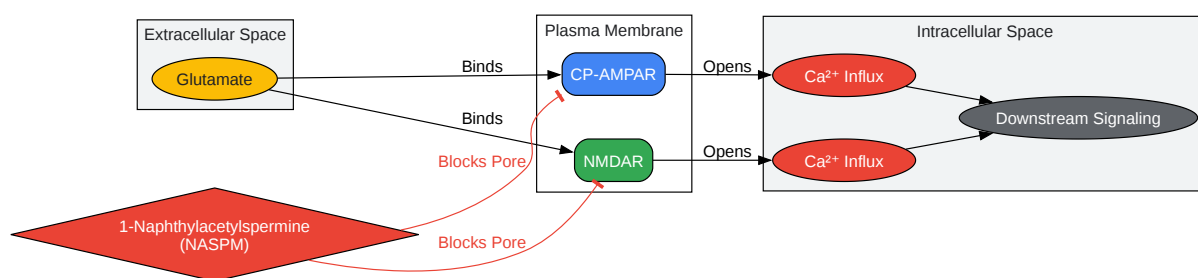 Extracellular Space
Glutamate
Binds
Binds
Plasma Membrane
CP-AMPAR
NMDAR
Opens
Opens
Intracellular Space
Ca²⁺ Influx
Ca²⁺ Influx
Downstream Signaling
1-Naphthylacetylspermine
(NASPM)
Blocks Pore
Blocks Pore